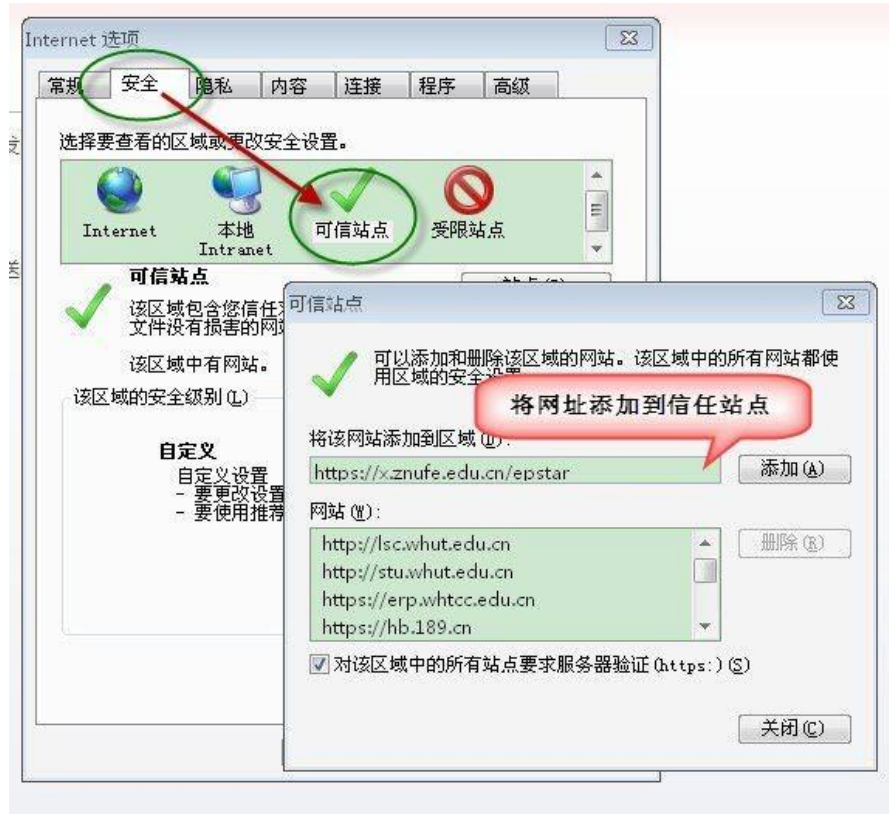 Internet 选项
常规 安全 隐私 内容 连接 程序 高级
选择要查看的区域或更改安全设置。
Internet
本地
Intranet
可信站点
受限站点
可信站点
该区域包含您信任
文件没有损害的网
该区域中有网站。
该区域的安全级别(L)
自定义
自定义设置
- 要更改设置
- 要使用推荐
可信站点
可以添加和删除该区域的网站。该区域中的所有网站都使
用区域的安全设置
将网址添加到信任站点
将该网站添加到区域(D):
https://x.znufe.edu.cn/epstar
添加(A)
网站(W):
http://lsc.whut.edu.cn
http://stu.whut.edu.cn
https://erp.whtcc.edu.cn
https://hb.189.cn
删除(R)
对该区域中的所有站点要求服务器验证(https:)(S)
关闭(C)